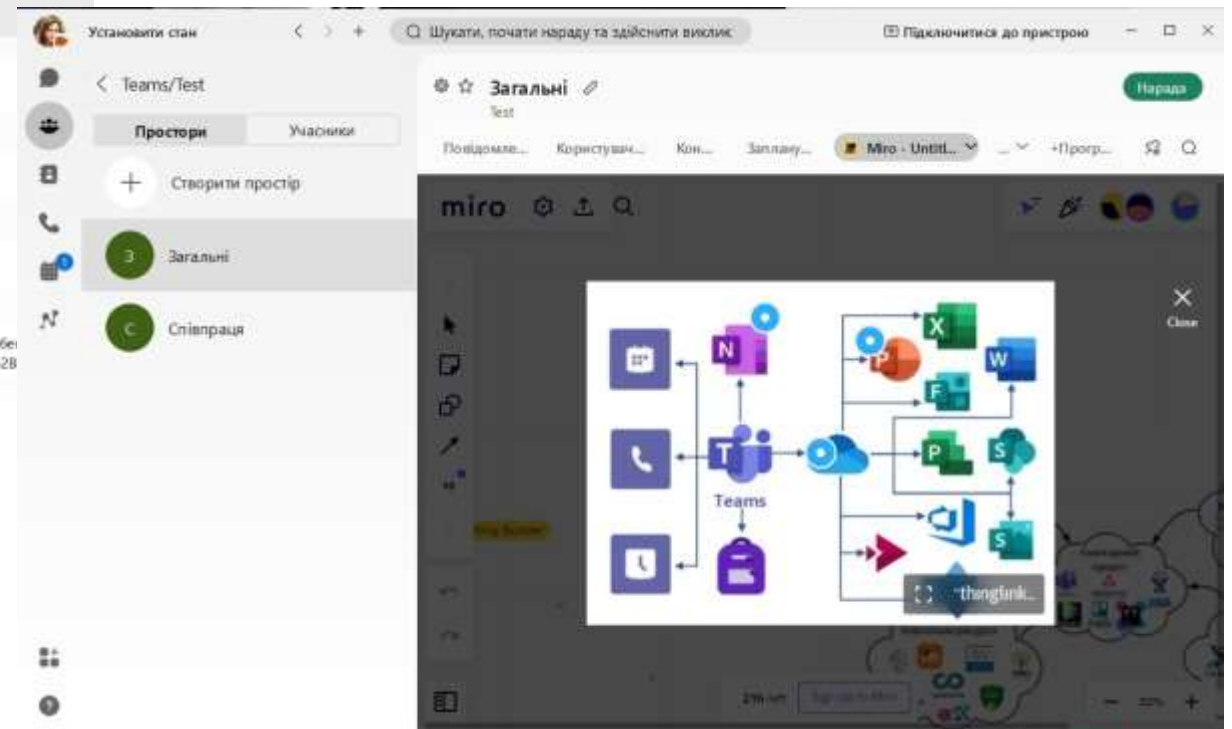 Установити стан
Шукати, почати нараду та здійснити виклик
Підключитися до пристрою
Teams/Test
Простори
Учасники
Створити простір
З
Загальні
С
Співпраця
Загальні
Test
Нарада
Повідомле...
Користувач...
Кон...
Заплану...
Miro - Untitl...
+Прогр...
miro
Close
N
X
P
W
F
T
P
S
Teams
S
thinglink..